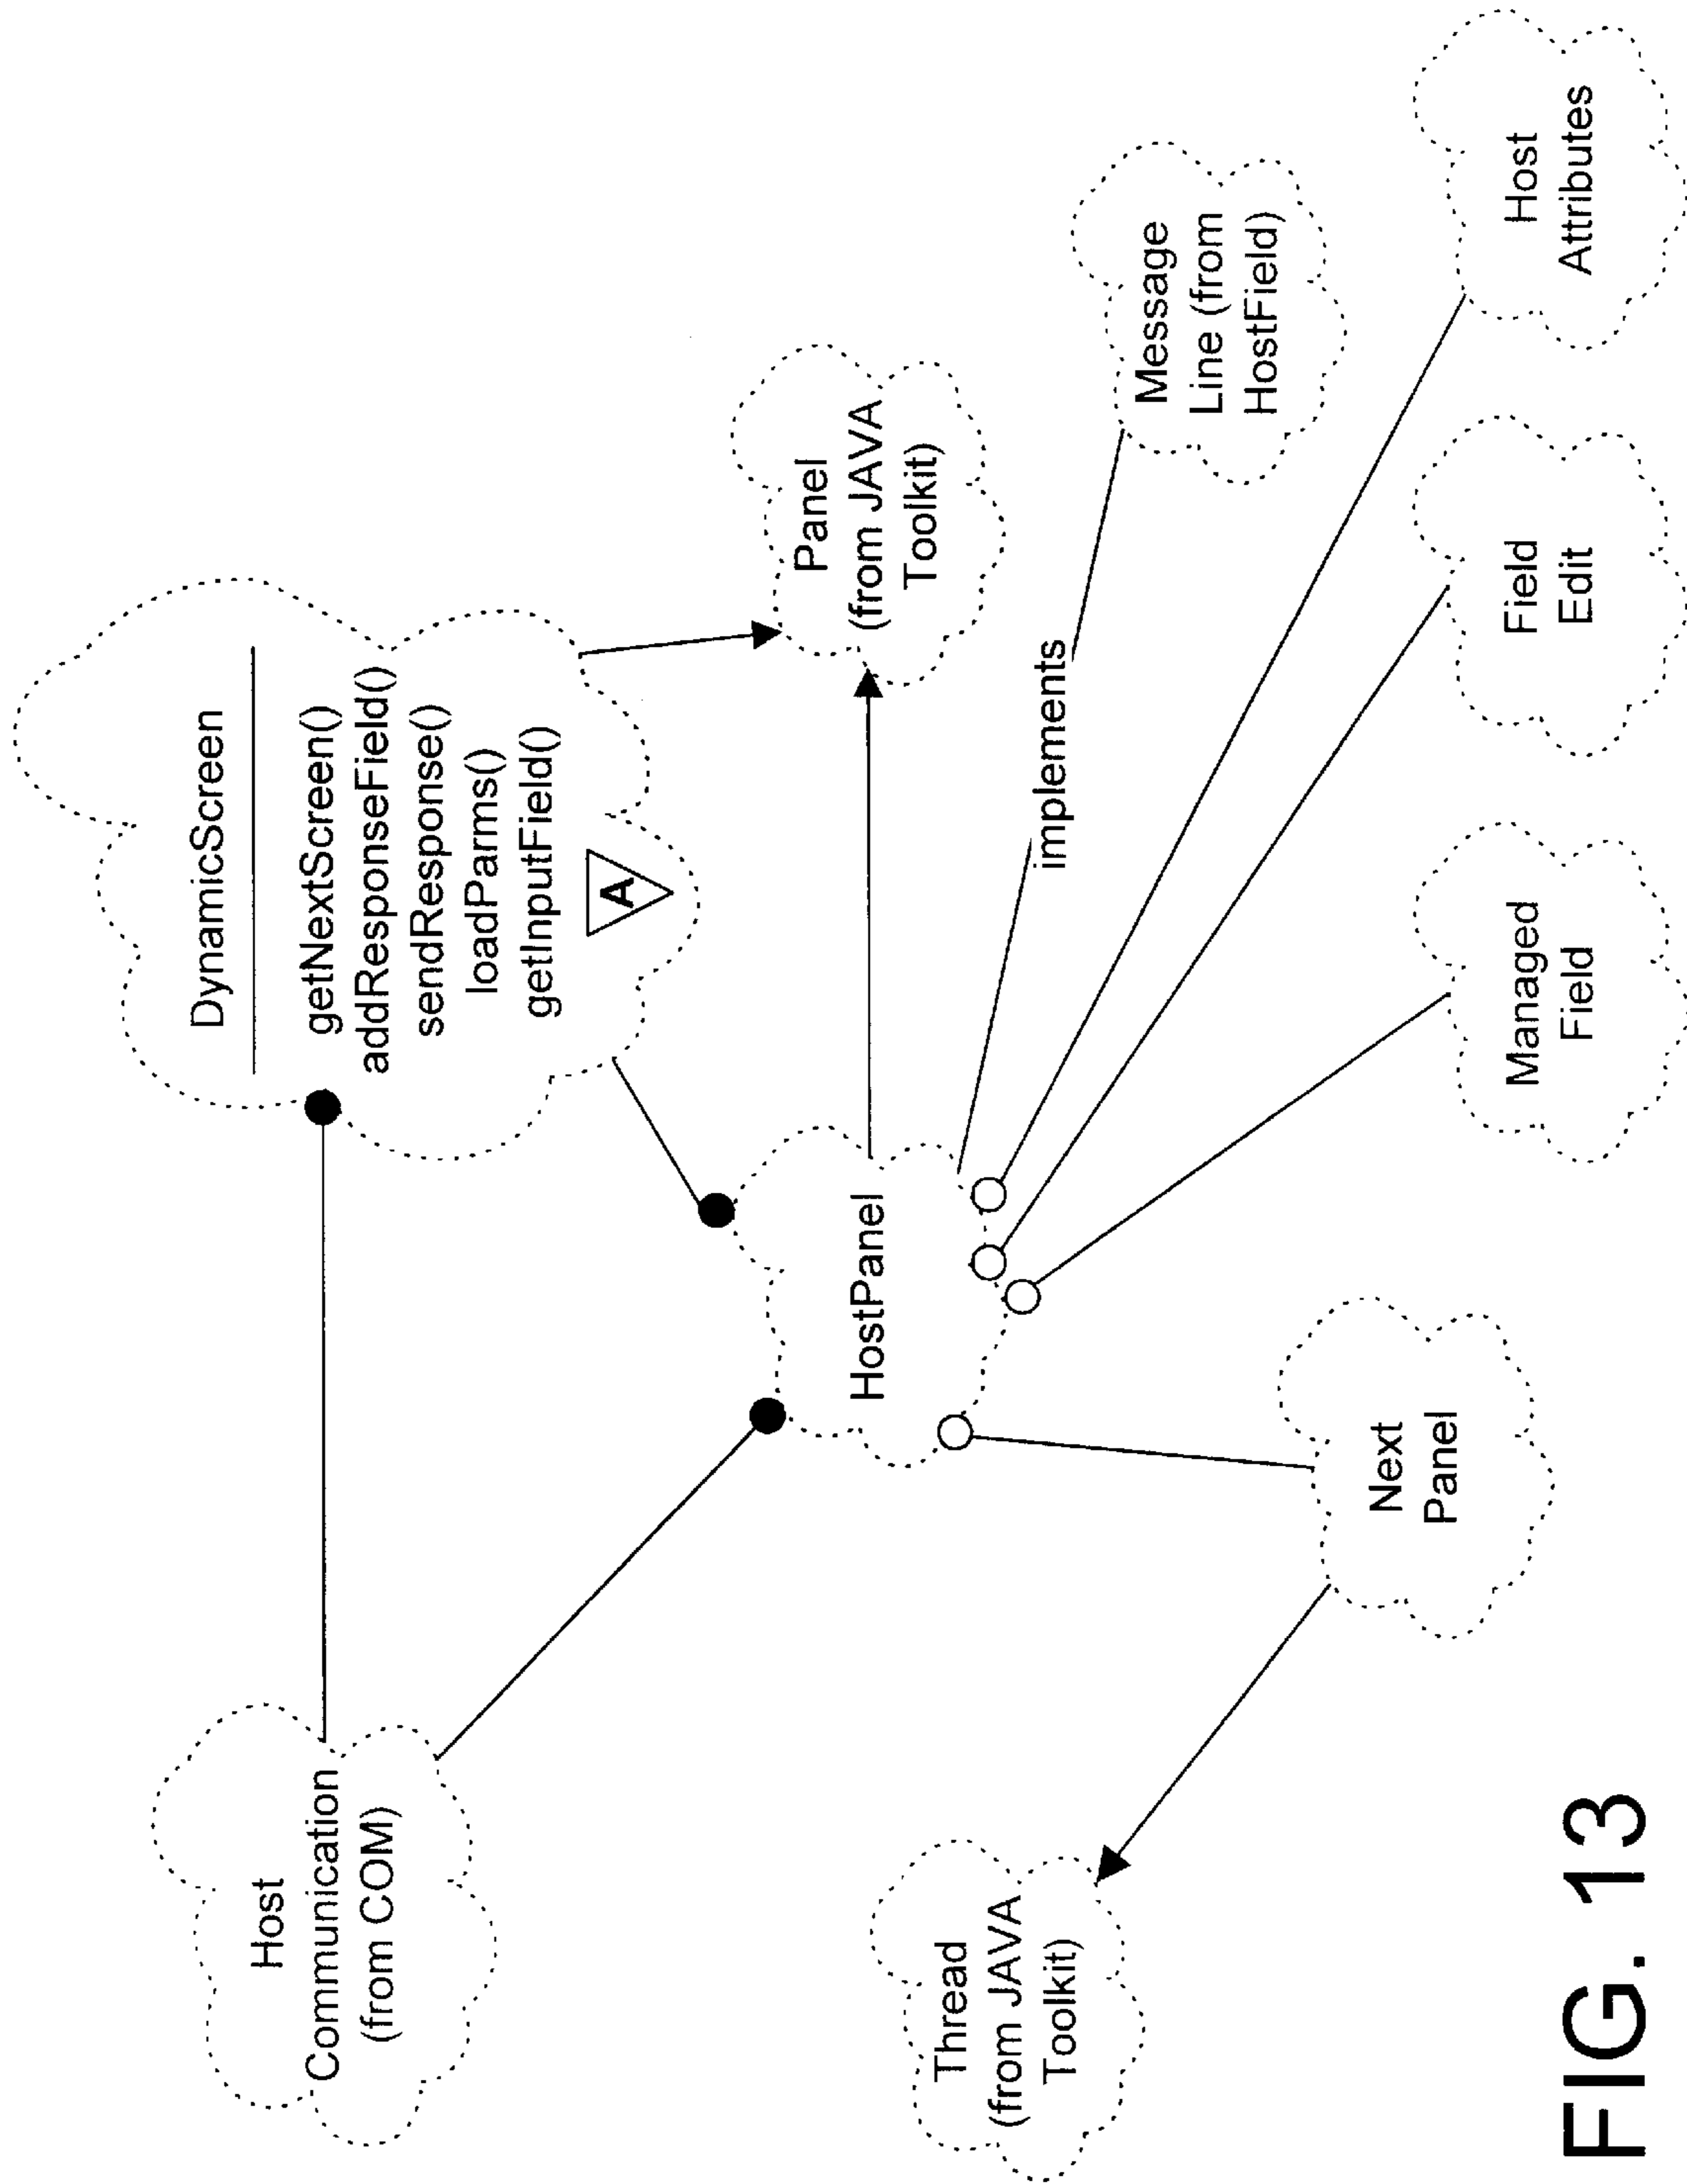 DynamicScreen
getNextScreen()
addResponseField()
sendResponse()
loadParms()
getInputField()
A
Host
Communication
(from COM)
Panel
(from JAVA
Toolkit)
HostPanel
Thread
(from JAVA
Toolkit)
implements
Message
Line (from
HostField)
Next
Panel
Managed
Field
Field
Edit
Host
Attributes
FIG. 13